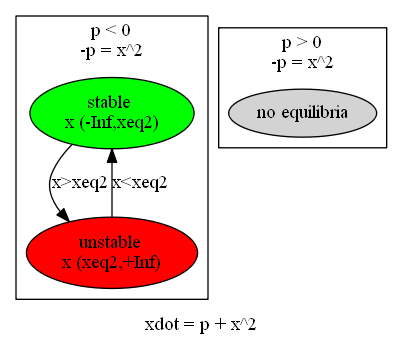 p < 0
-p = x^2
stable
x (-Inf,xeq2)
x>xeq2
x<xeq2
unstable
x (xeq2,+Inf)
p > 0
-p = x^2
no equilibria
xdot = p + x^2